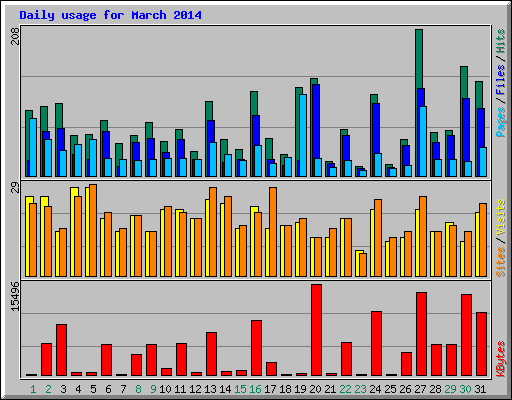 Daily usage for March 2014
208
Pages / Files / Hits
29
Sites / Visits
15496
KBytes
1 2 3 4 5 6 7 8 9 10 11 12 13 14 15 16 17 18 19 20 21 22 23 24 25 26 27 28 29 30 31